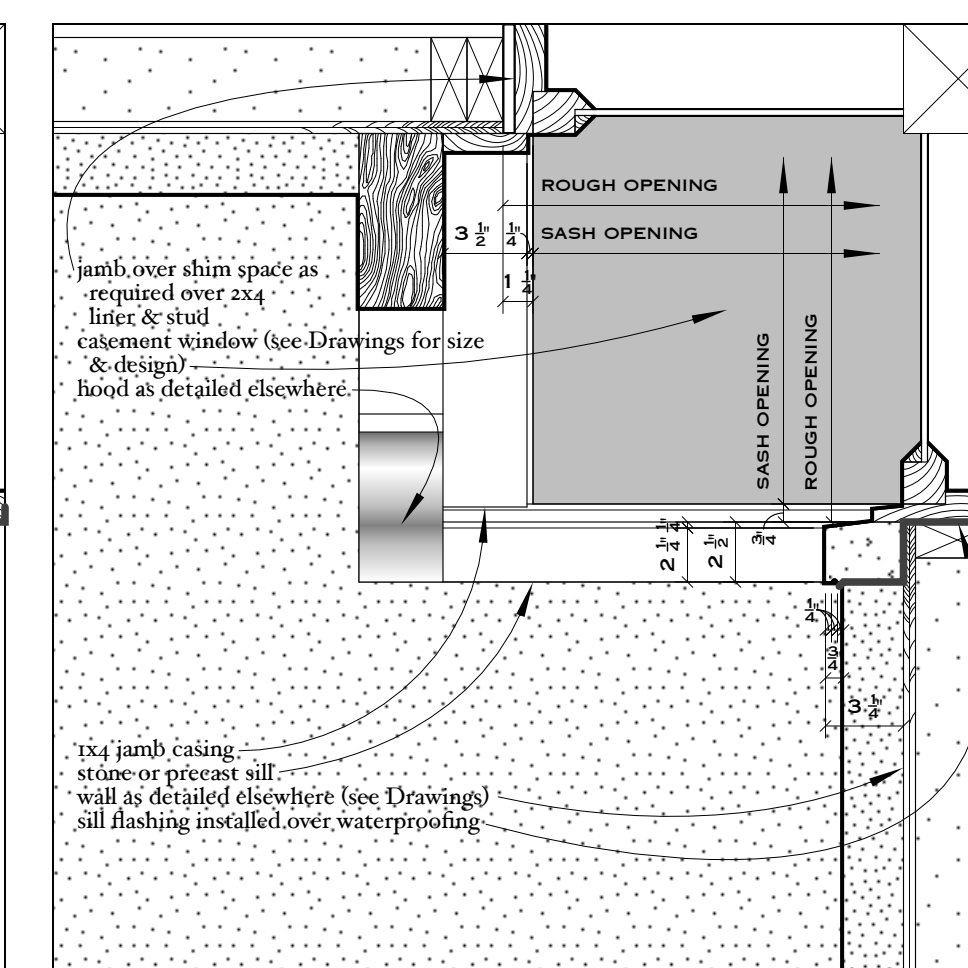 ROUGH OPENING
3 1/2" 1/4" SASH OPENING
1 1/4"
jamb over shim space as
required over 2x4
liner & stud
casement window (see Drawings for size
& design)
hood as detailed elsewhere
SASH OPENING
ROUGH OPENING
2 1/4" 1/4"
2 1/2"
3/4"
1/4"
3/4
3 1/4"
1x4 jamb casing
stone or precast sill
wall as detailed elsewhere (see Drawings)
sill flashing installed over waterproofing